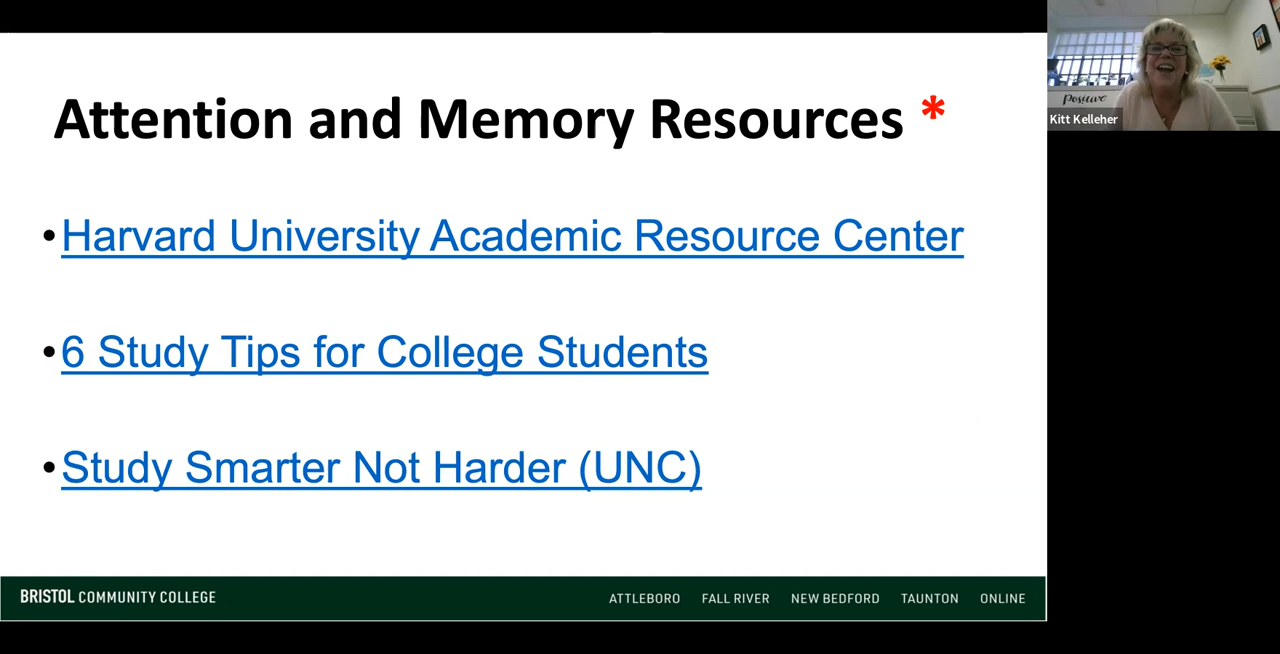 Attention and Memory Resources *
•Harvard University Academic Resource Center
•6 Study Tips for College Students
•Study Smarter Not Harder (UNC)
BRISTOL COMMUNITY COLLEGE
ATTLEBORO FALL RIVER NEW BEDFORD TAUNTON ONLINE
Positive
Kitt Kelleher